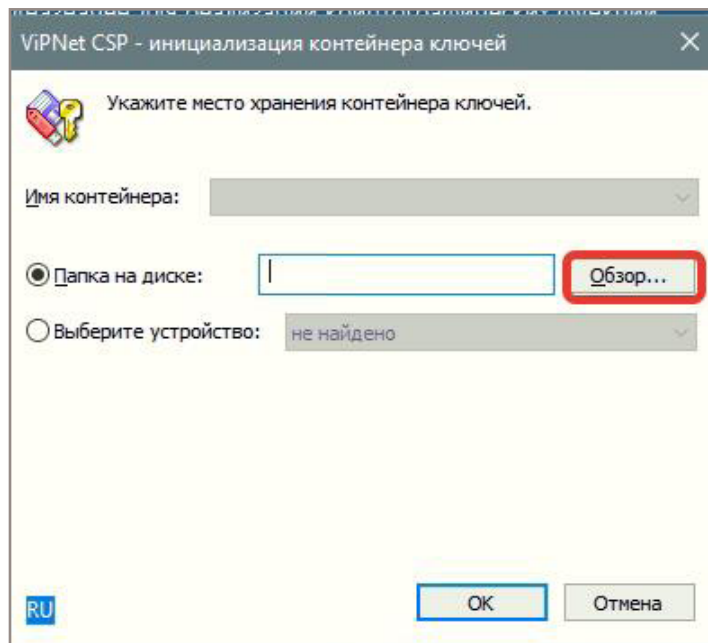 ViPNet CSP - инициализация контейнера ключей
Укажите место хранения контейнера ключей.
Имя контейнера:
Папка на диске:
Обзор...
Выберите устройство:
не найдено
RU
OK
Отмена